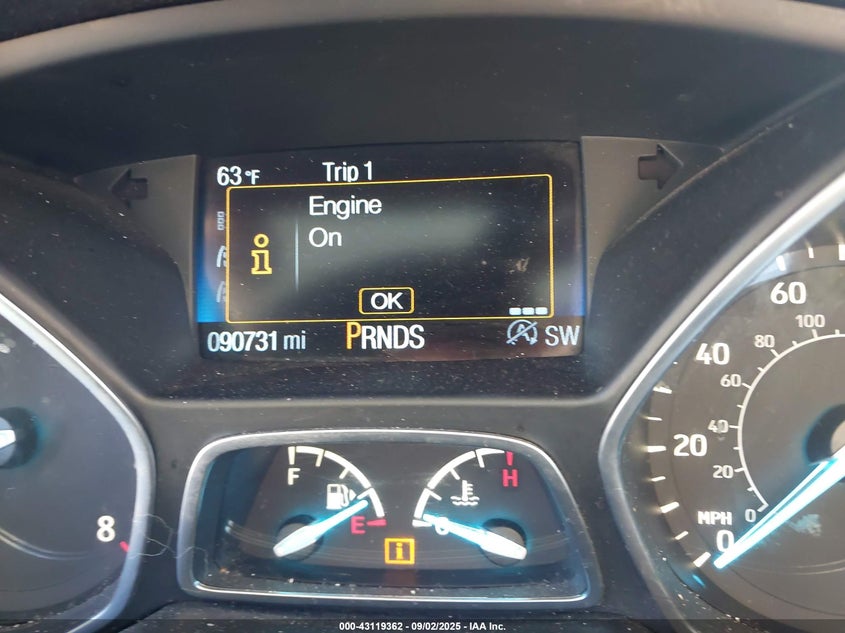 63°F Trip 1
Engine
On
i
OK
090731 mi PRNDS A SW
60
100
40
80
60
20
40
20
MPH 0
0
F
H
8
E
C
i
000-43119362 - 09/02/2025 - IAA Inc.